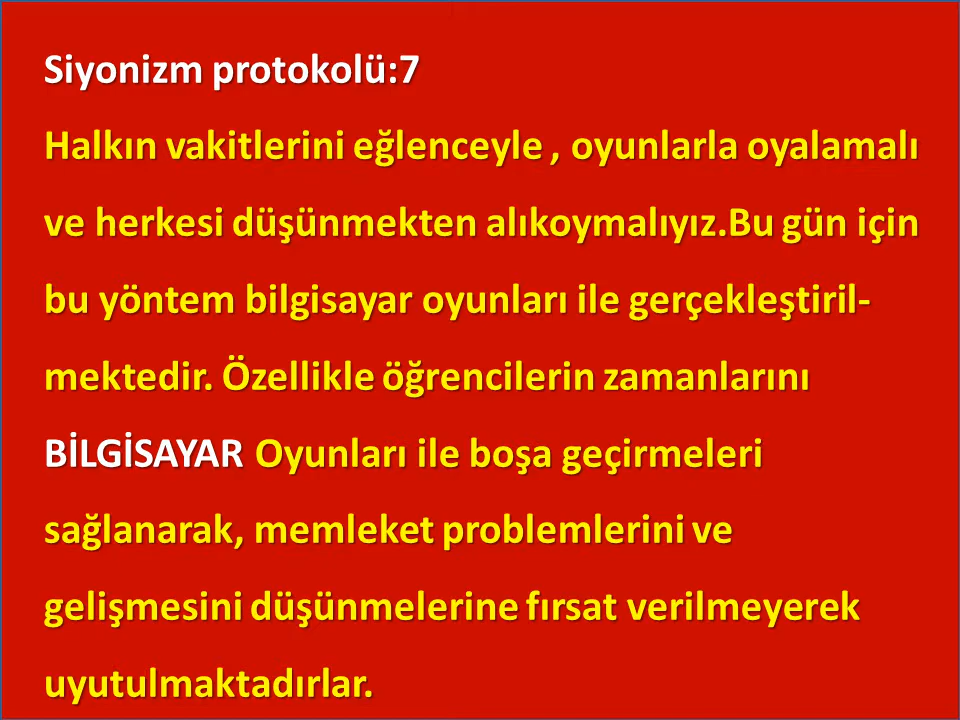 Siyonizm protokolü:7
Halkın vakitlerini eğlenceyle , oyunlarla oyalamalı
ve herkesi düşünmekten alıkoymalıyız.Bu gün için
bu yöntem bilgisayar oyunları ile gerçekleştiril-
mektedir. Özellikle öğrencilerin zamanlarını
BİLGİSAYAR Oyunları ile boşa geçirmeleri
sağlanarak, memleket problemlerini ve
gelişmesini düşünmelerine fırsat verilmeyerek
uyutulmaktadırlar.